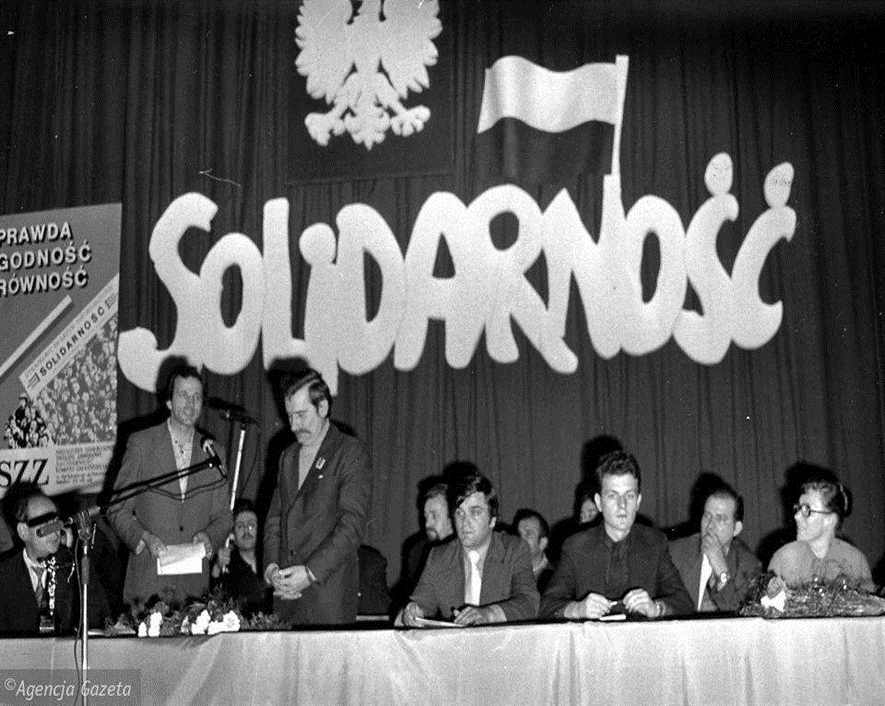 SOLIDARNOŚĆ
PRAWDA
GODNOŚĆ
RÓWNOŚĆ
SOLIDARNOŚĆ
SZZ
©Agencja Gazeta